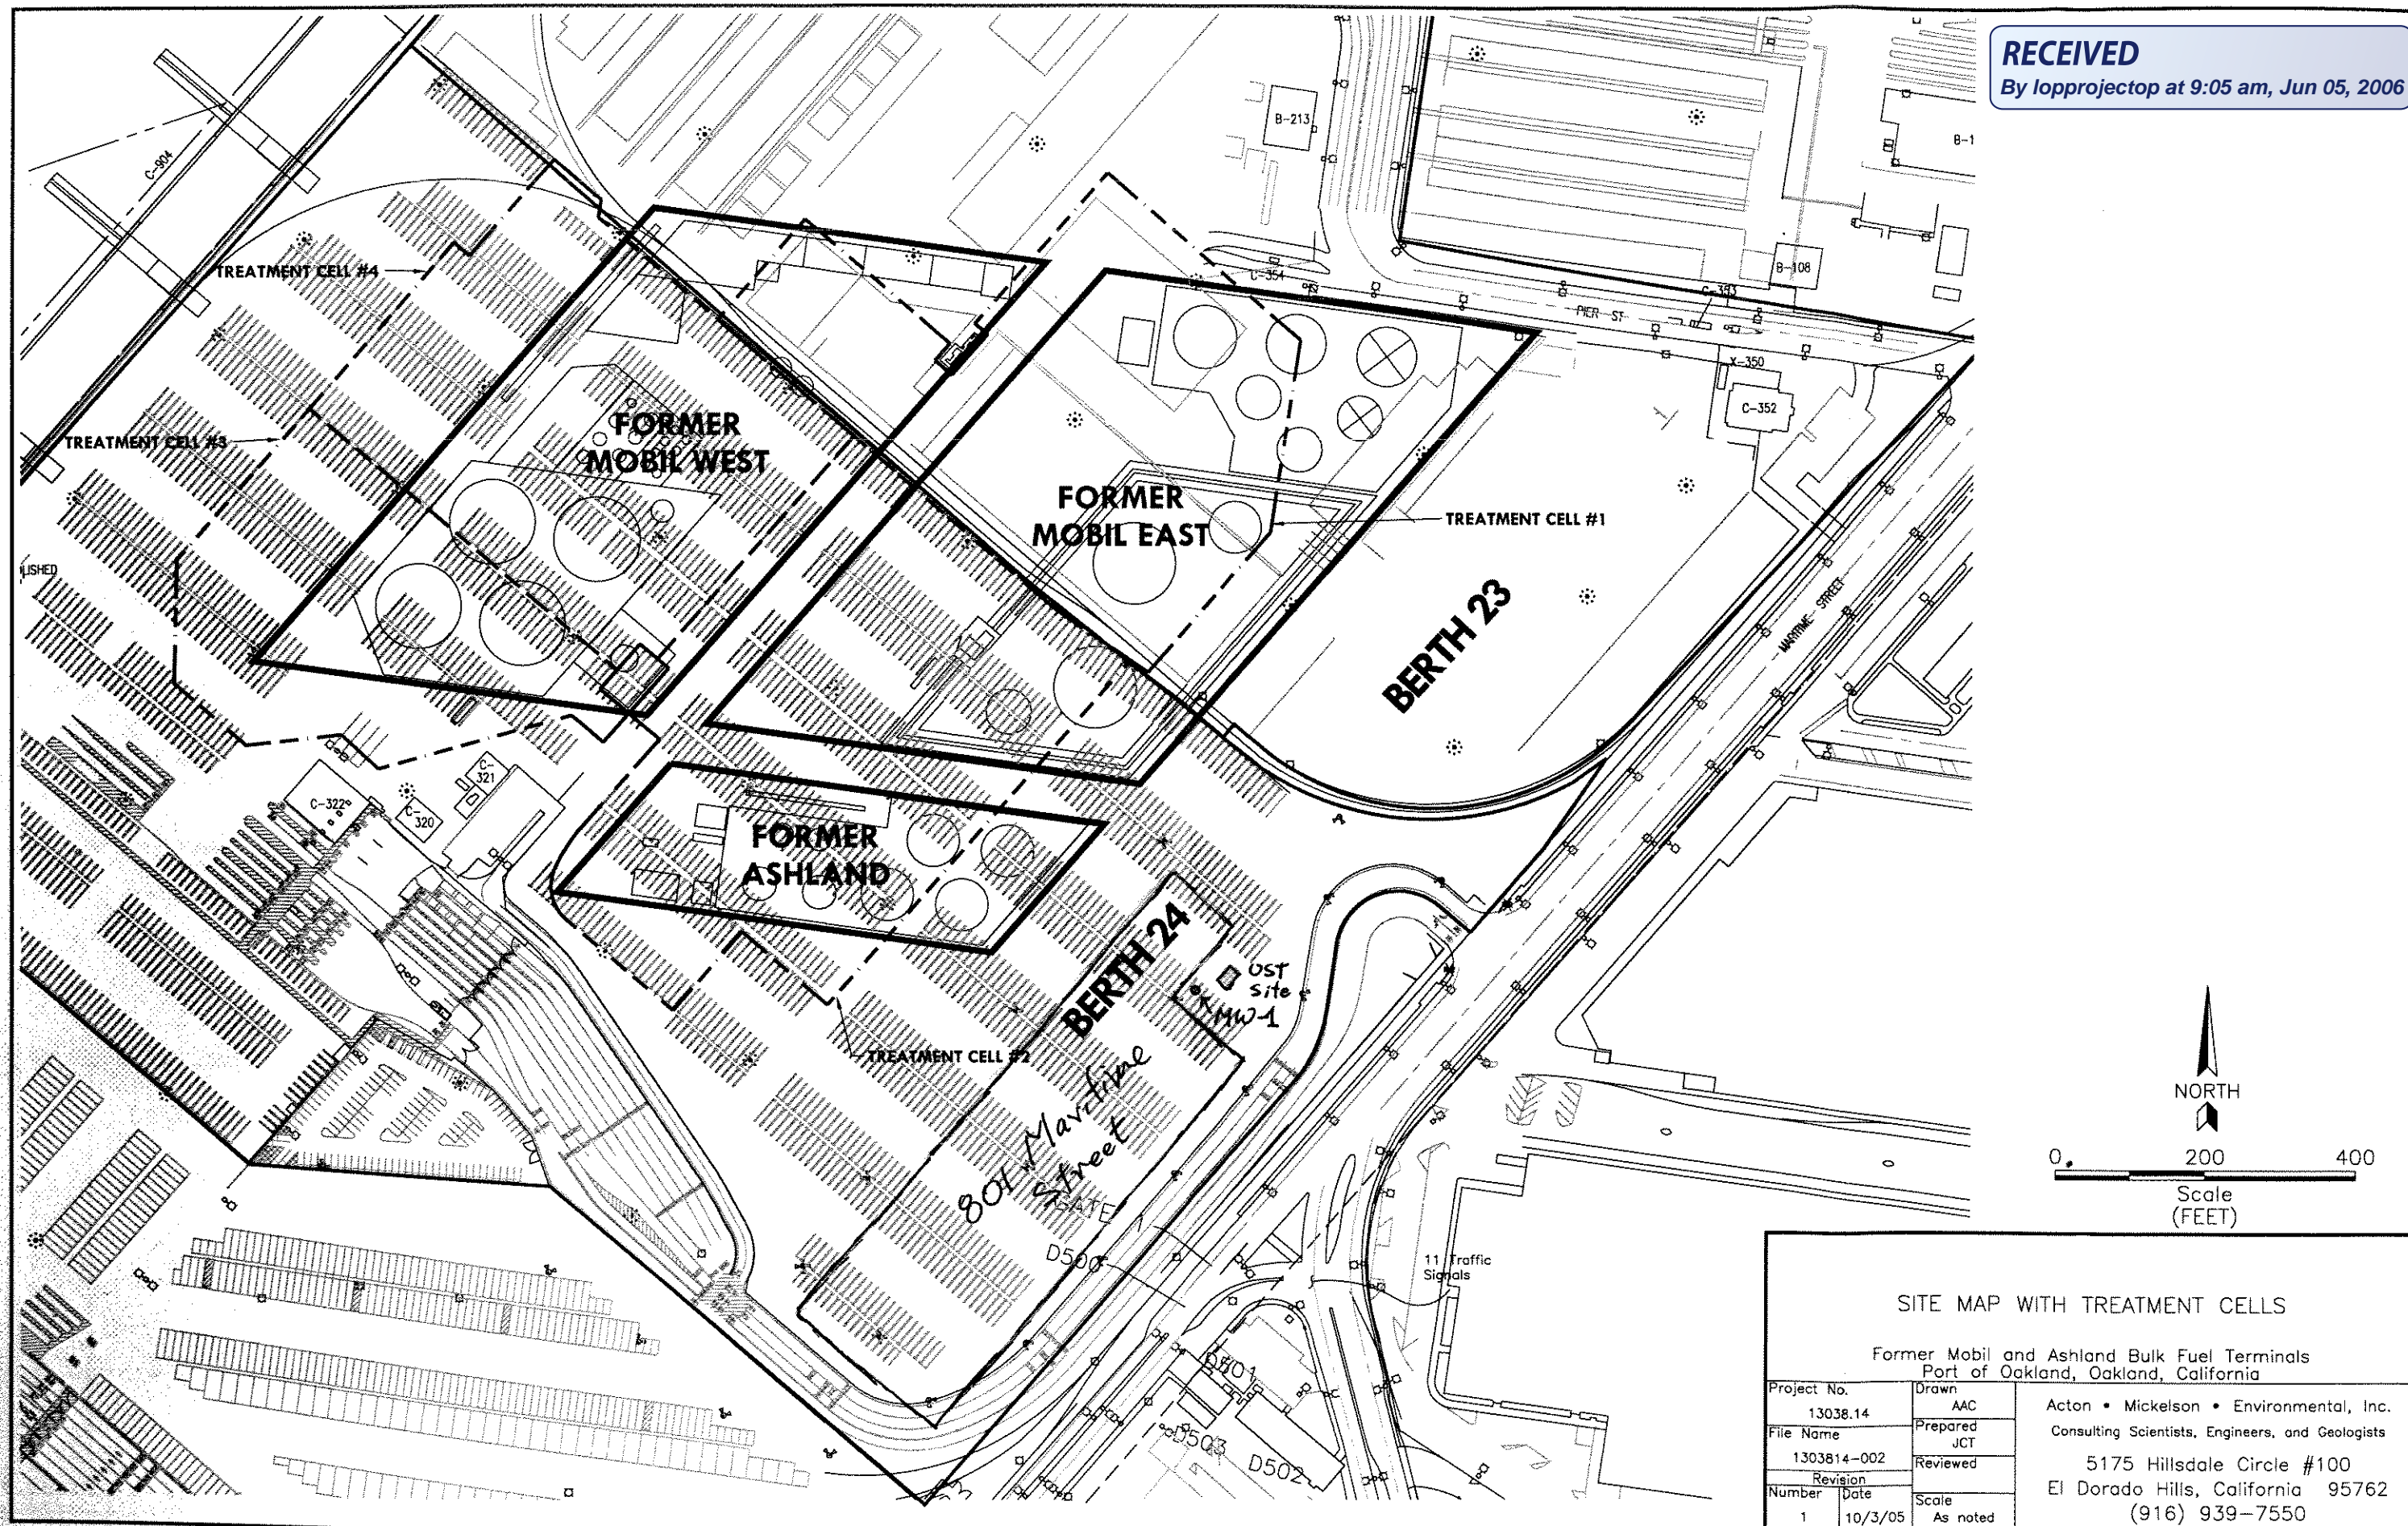 RECEIVED
By lopprojectop at 9:05 am, Jun 05, 2006
B-213
B-1
C-904
TREATMENT CELL #4
C-354
B-108
C-353
PIER ST
X-350
C-352
TREATMENT CELL #3
FORMER
MOBIL WEST
FORMER
MOBIL EAST
TREATMENT CELL #1
LISHED
BERTH 23
MARITIME STREET
C-
321
C-322
C-
320
FORMER
ASHLAND
BERTH 24
UST
Site
MW-1
TREATMENT CELL #2
801 Maritime
Street
GATE 1
D500
11 Traffic
Signals
D501
D503
D502
NORTH
0 200 400
Scale
(FEET)
SITE MAP WITH TREATMENT CELLS
Former Mobil and Ashland Bulk Fuel Terminals
Port of Oakland, Oakland, California
Project No.
13038.14
Drawn
AAC
File Name
1303814-002
Prepared
JCT
Reviewed
Revision
Number Date
1 10/3/05
Scale
As noted
Acton • Mickelson • Environmental, Inc.
Consulting Scientists, Engineers, and Geologists
5175 Hillsdale Circle #100
El Dorado Hills, California 95762
(916) 939-7550